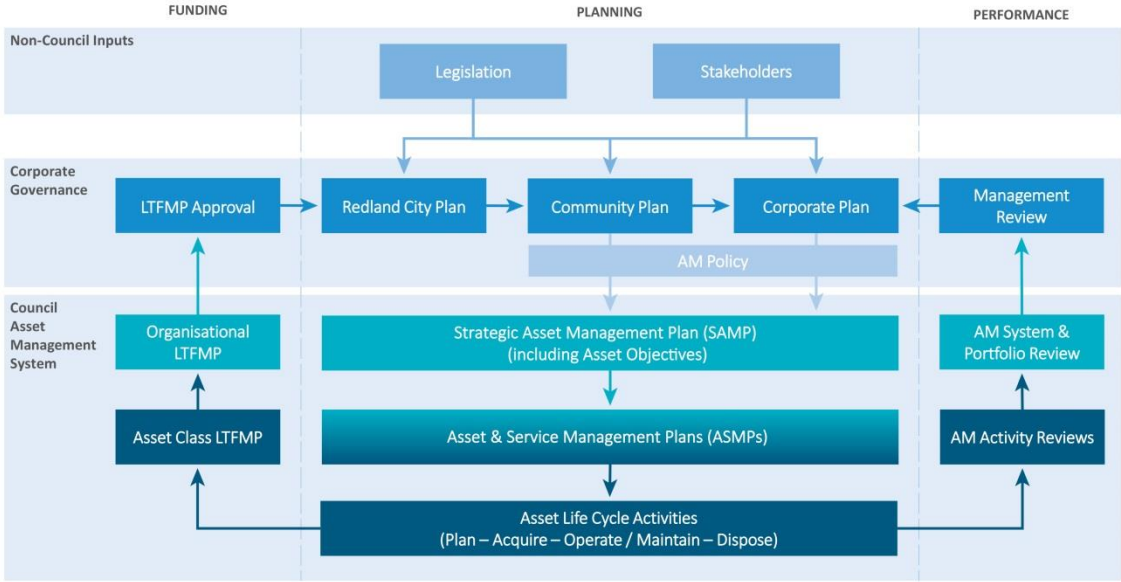 FUNDING
PLANNING
PERFORMANCE
Non-Council Inputs
Legislation
Stakeholders
Corporate
Governance
LTFMP Approval
Redland City Plan
Community Plan
Corporate Plan
Management
Review
AM Policy
Council
Asset
Management
System
Organisational
LTFMP
Strategic Asset Management Plan (SAMP)
(including Asset Objectives)
AM System &
Portfolio Review
Asset Class LTFMP
Asset & Service Management Plans (ASMPs)
AM Activity Reviews
Asset Life Cycle Activities
(Plan – Acquire – Operate / Maintain – Dispose)